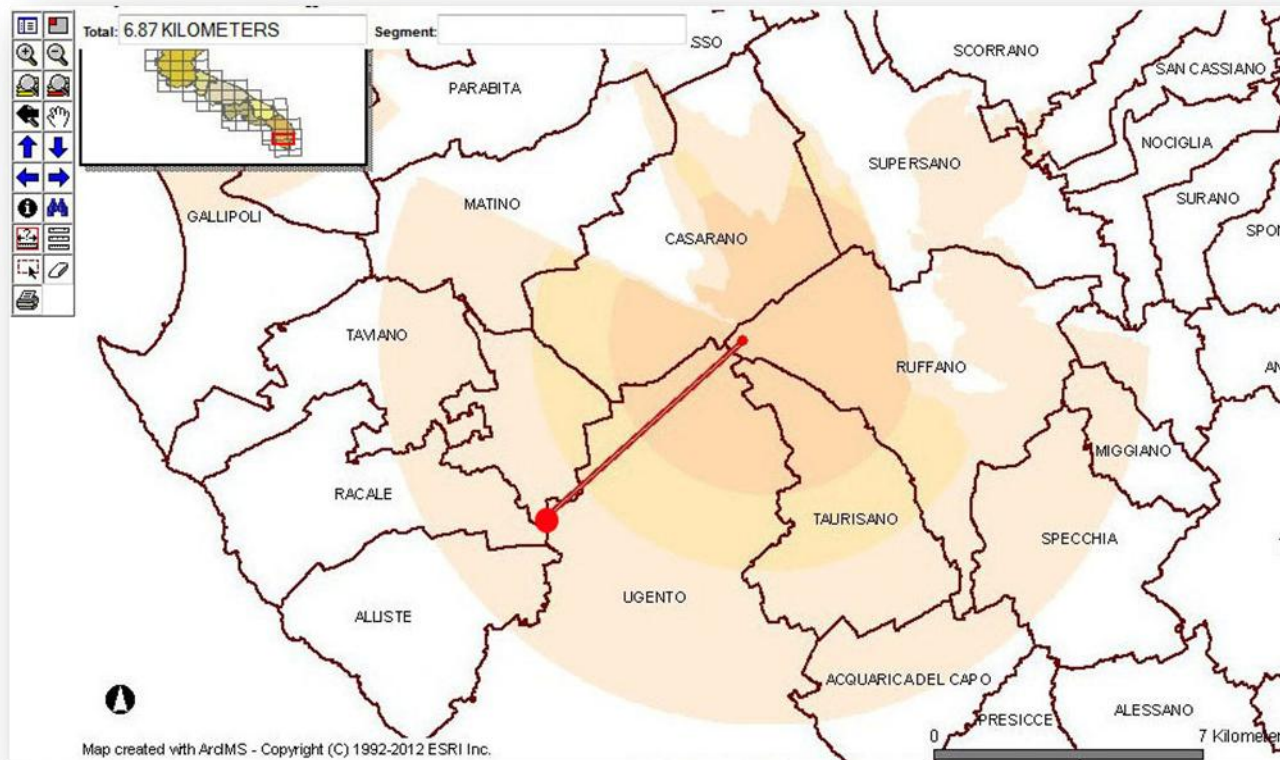 Total: 6.87 KILOMETERS Segment:
SSO
SCORRANO
SAN CASSIANO
PARABITA
NOCIGLIA
SUPERSANO
SURANO
MATINO
GALLIPOLI
SPON
CASARANO
TAVIANO
RUFFANO
AN
MIGGIANO
RACALE
TAURISANO
SPECCHIA
UGENTO
ALLISTE
ACQUARICA DEL CAPO
ALESSANO
PRESICCE
0 7 Kilometer
Map created with ArcIMS - Copyright (C) 1992-2012 ESRI Inc.